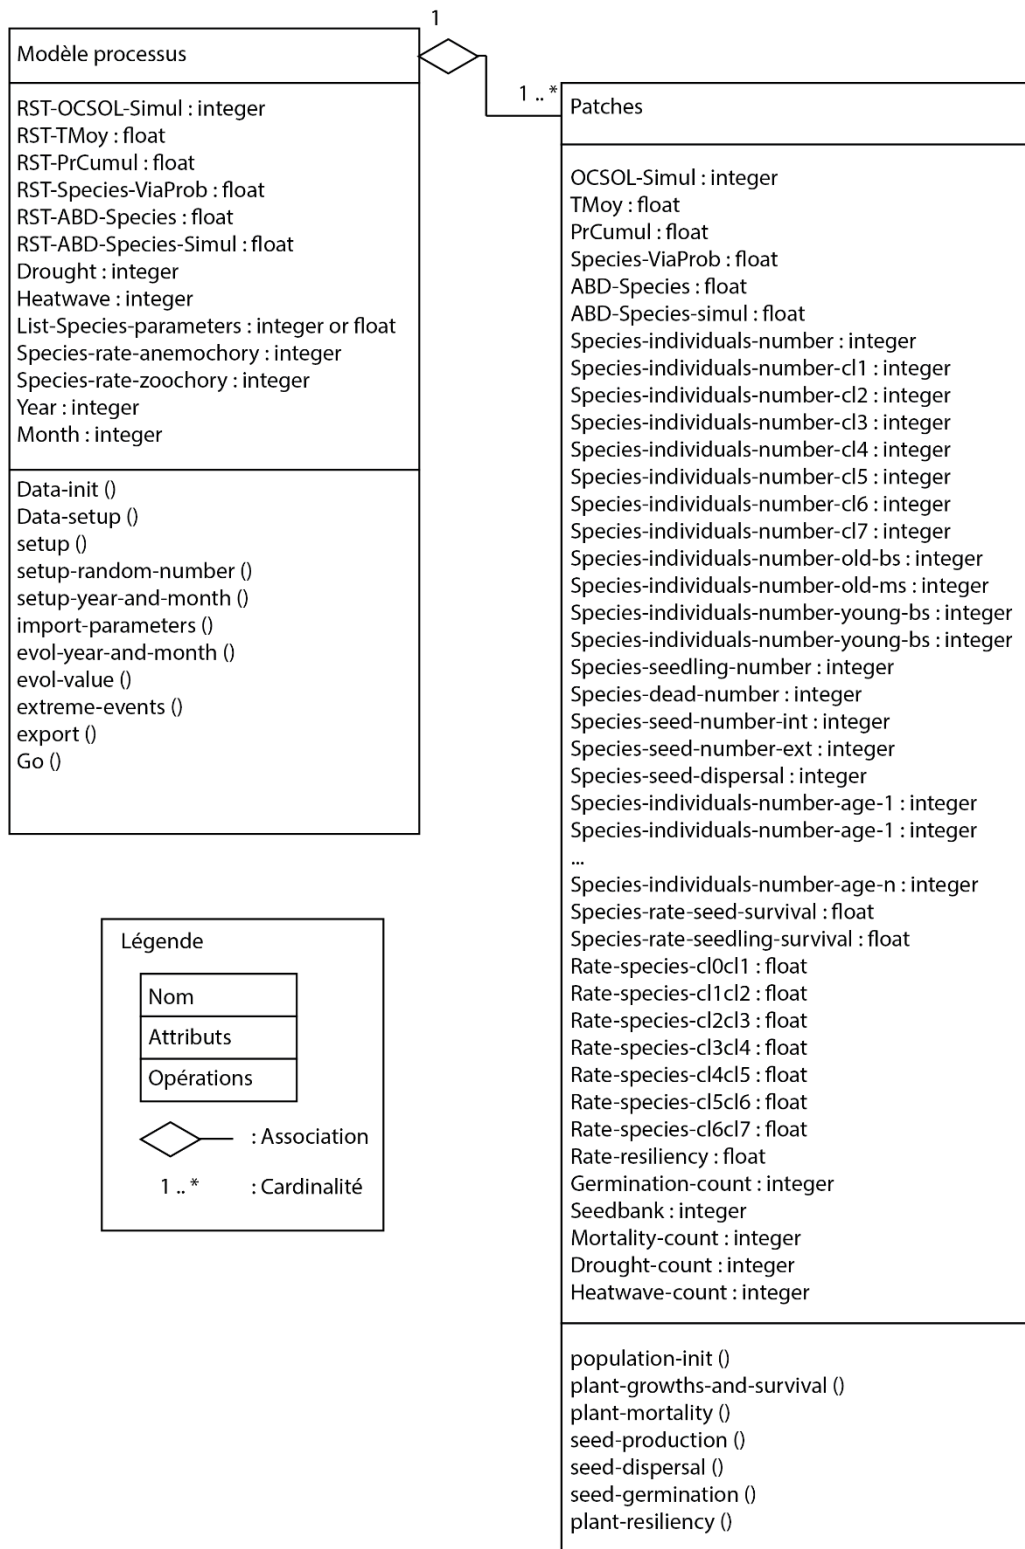 1
Modèle processus
RST-OCSOL-Simul : integer
RST-TMoy : float
RST-PrCumul : float
RST-Species-ViaProb : float
RST-ABD-Species : float
RST-ABD-Species-Simul : float
Drought : integer
Heatwave : integer
List-Species-parameters : integer or float
Species-rate-anemochory : integer
Species-rate-zoochory : integer
Year : integer
Month : integer
Data-init ()
Data-setup ()
setup ()
setup-random-number ()
setup-year-and-month ()
import-parameters ()
evol-year-and-month ()
evol-value ()
extreme-events ()
export ()
Go ()
1 .. *
Patches
OCSOL-Simul : integer
TMoy : float
PrCumul : float
Species-ViaProb : float
ABD-Species : float
ABD-Species-simul : float
Species-individuals-number : integer
Species-individuals-number-cl1 : integer
Species-individuals-number-cl2 : integer
Species-individuals-number-cl3 : integer
Species-individuals-number-cl4 : integer
Species-individuals-number-cl5 : integer
Species-individuals-number-cl6 : integer
Species-individuals-number-cl7 : integer
Species-individuals-number-old-bs : integer
Species-individuals-number-old-ms : integer
Species-individuals-number-young-bs : integer
Species-individuals-number-young-bs : integer
Species-seedling-number : integer
Species-dead-number : integer
Species-seed-number-int : integer
Species-seed-number-ext : integer
Species-seed-dispersal : integer
Species-individuals-number-age-1 : integer
Species-individuals-number-age-1 : integer
...
Species-individuals-number-age-n : integer
Species-rate-seed-survival : float
Species-rate-seedling-survival : float
Rate-species-cl0cl1 : float
Rate-species-cl1cl2 : float
Rate-species-cl2cl3 : float
Rate-species-cl3cl4 : float
Rate-species-cl4cl5 : float
Rate-species-cl5cl6 : float
Rate-species-cl6cl7 : float
Rate-resiliency : float
Germination-count : integer
Seedbank : integer
Mortality-count : integer
Drought-count : integer
Heatwave-count : integer
population-init ()
plant-growths-and-survival ()
plant-mortality ()
seed-production ()
seed-dispersal ()
seed-germination ()
plant-resiliency ()
Légende
Nom
Attributs
Opérations
: Association
1 .. * : Cardinalité